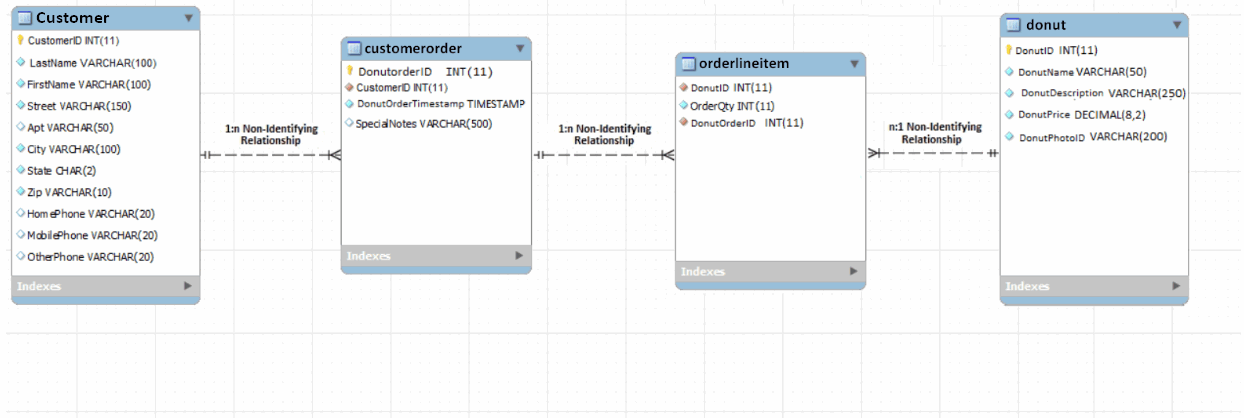 Customer
CustomerID INT(11)
LastName VARCHAR(100)
FirstName VARCHAR(100)
Street VARCHAR(150)
Apt VARCHAR(50)
City VARCHAR(100)
State CHAR(2)
Zip VARCHAR(10)
HomePhone VARCHAR(20)
MobilePhone VARCHAR(20)
OtherPhone VARCHAR(20)
Indexes
1:n Non-Identifying
Relationship
customerorder
DonutorderID INT(11)
CustomerID INT(11)
DonutOrderTimestamp TIMESTAMP
SpecialNotes VARCHAR(500)
Indexes
1:n Non-Identifying
Relationship
orderlineitem
DonutID INT(11)
OrderQty INT(11)
DonutOrderID INT(11)
Indexes
n:1 Non-Identifying
Relationship
donut
DonutID INT(11)
DonutName VARCHAR(50)
DonutDescription VARCHAR(250)
DonutPrice DECIMAL(8,2)
DonutPhotoID VARCHAR(200)
Indexes